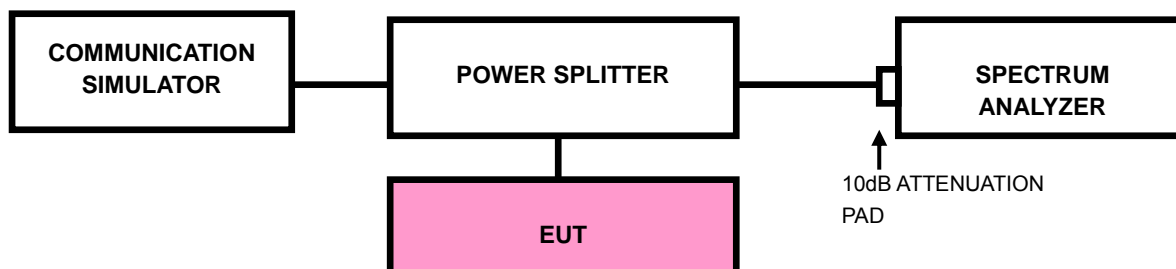 COMMUNICATION
SIMULATOR
POWER SPLITTER
SPECTRUM
ANALYZER
10dB ATTENUATION
PAD
EUT